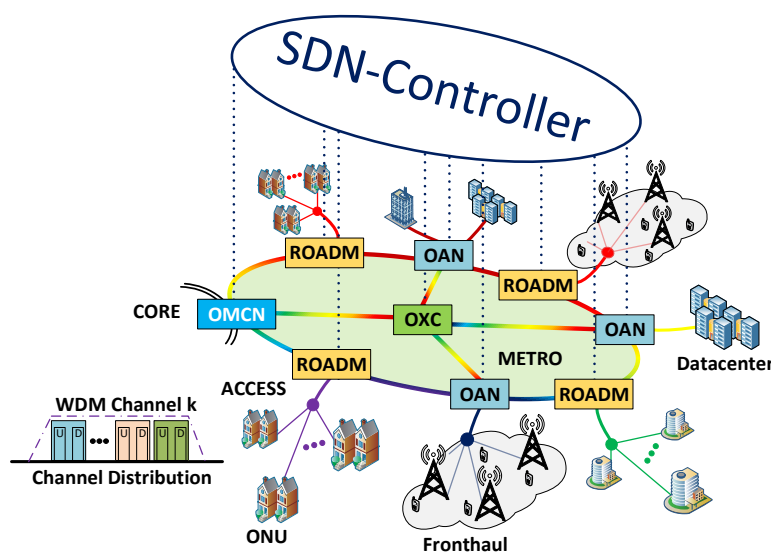 SDN-Controller
ROADM
OAN
ROADM
CORE
OMCN
OXC
OAN
METRO
Datacenter
ROADM
ACCESS
OAN
ROADM
WDM Channel k
U D ••• U D U D
Channel Distribution
ONU
Fronthaul